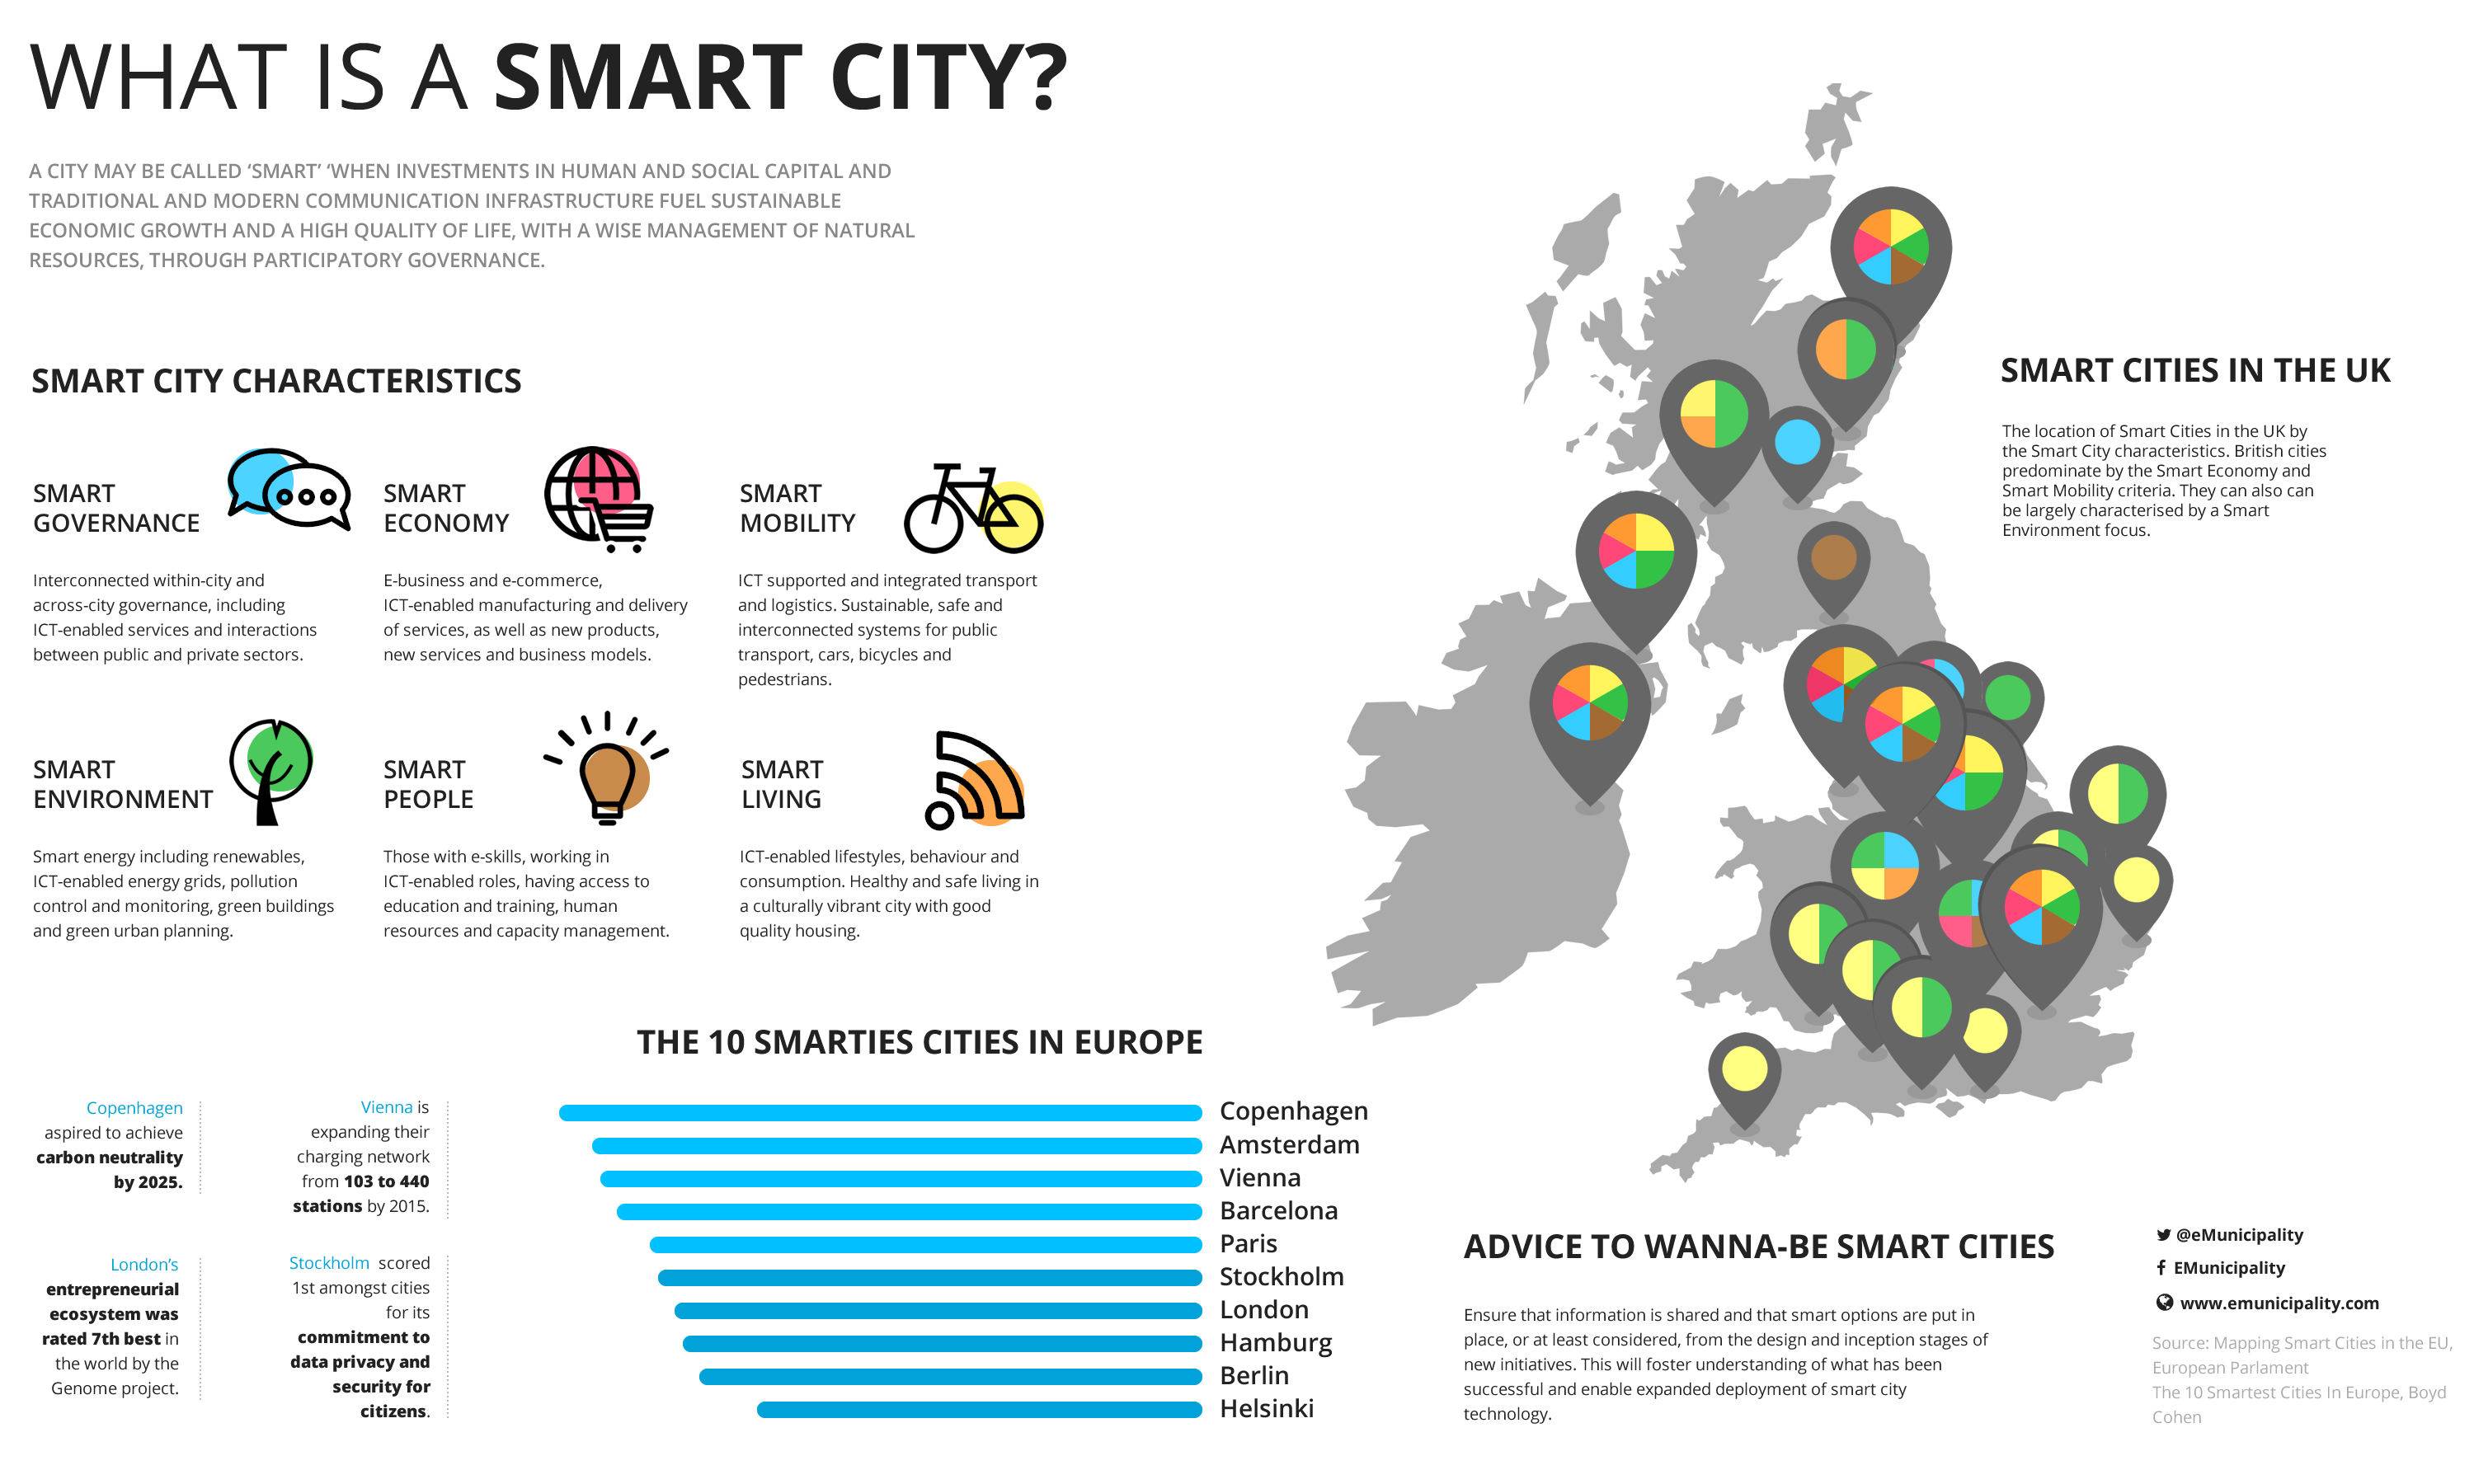 WHAT IS A SMART CITY?
A CITY MAY BE CALLED ‘SMART’ ‘WHEN INVESTMENTS IN HUMAN AND SOCIAL CAPITAL AND
TRADITIONAL AND MODERN COMMUNICATION INFRASTRUCTURE FUEL SUSTAINABLE
ECONOMIC GROWTH AND A HIGH QUALITY OF LIFE, WITH A WISE MANAGEMENT OF NATURAL
RESOURCES, THROUGH PARTICIPATORY GOVERNANCE.
SMART CITY CHARACTERISTICS
SMART
GOVERNANCE
Interconnected within-city and
across-city governance, including
ICT-enabled services and interactions
between public and private sectors.
SMART
ECONOMY
E-business and e-commerce,
ICT-enabled manufacturing and delivery
of services, as well as new products,
new services and business models.
SMART
MOBILITY
ICT supported and integrated transport
and logistics. Sustainable, safe and
interconnected systems for public
transport, cars, bicycles and
pedestrians.
SMART
ENVIRONMENT
Smart energy including renewables,
ICT-enabled energy grids, pollution
control and monitoring, green buildings
and green urban planning.
SMART
PEOPLE
Those with e-skills, working in
ICT-enabled roles, having access to
education and training, human
resources and capacity management.
SMART
LIVING
ICT-enabled lifestyles, behaviour and
consumption. Healthy and safe living in
a culturally vibrant city with good
quality housing.
SMART CITIES IN THE UK
The location of Smart Cities in the UK by
the Smart City characteristics. British cities
predominate by the Smart Economy and
Smart Mobility criteria. They can also can
be largely characterised by a Smart
Environment focus.
THE 10 SMARTIES CITIES IN EUROPE
Copenhagen
aspired to achieve
carbon neutrality
by 2025.
Vienna is
expanding their
charging network
from 103 to 440
stations by 2015.
London’s
entrepreneurial
ecosystem was
rated 7th best in
the world by the
Genome project.
Stockholm scored
1st amongst cities
for its
commitment to
data privacy and
security for
citizens.
Copenhagen
Amsterdam
Vienna
Barcelona
Paris
Stockholm
London
Hamburg
Berlin
Helsinki
ADVICE TO WANNA-BE SMART CITIES
Ensure that information is shared and that smart options are put in
place, or at least considered, from the design and inception stages of
new initiatives. This will foster understanding of what has been
successful and enable expanded deployment of smart city
technology.
@eMunicipality
EMunicipality
www.emunicipality.com
Source: Mapping Smart Cities in the EU,
European Parlament
The 10 Smartest Cities In Europe, Boyd
Cohen